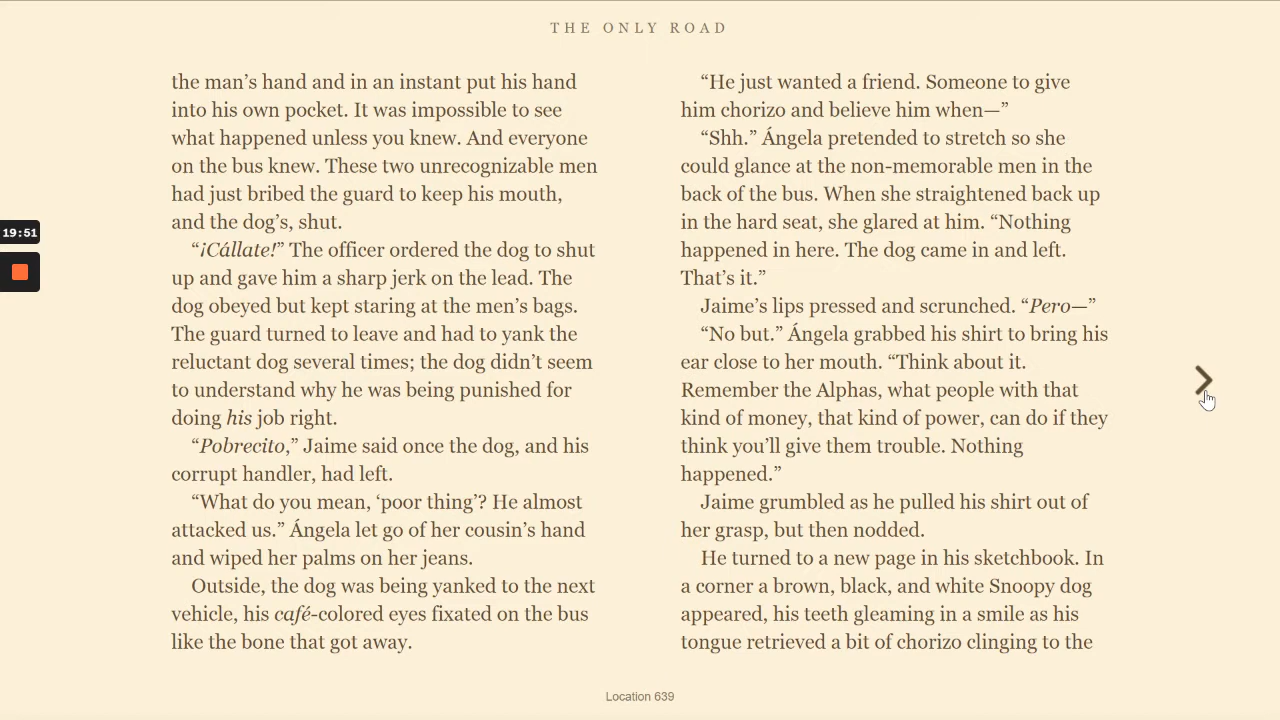 THE ONLY ROAD
the man’s hand and in an instant put his hand
into his own pocket. It was impossible to see
what happened unless you knew. And everyone
on the bus knew. These two unrecognizable men
had just bribed the guard to keep his mouth,
and the dog’s, shut.
“¡Cállate!” The officer ordered the dog to shut
up and gave him a sharp jerk on the lead. The
dog obeyed but kept staring at the men’s bags.
The guard turned to leave and had to yank the
reluctant dog several times; the dog didn’t seem
to understand why he was being punished for
doing his job right.
“Pobrecito,” Jaime said once the dog, and his
corrupt handler, had left.
“What do you mean, ‘poor thing’? He almost
attacked us.” Ángela let go of her cousin’s hand
and wiped her palms on her jeans.
Outside, the dog was being yanked to the next
vehicle, his café-colored eyes fixated on the bus
like the bone that got away.
“He just wanted a friend. Someone to give
him chorizo and believe him when—”
“Shh.” Ángela pretended to stretch so she
could glance at the non-memorable men in the
back of the bus. When she straightened back up
in the hard seat, she glared at him. “Nothing
happened in here. The dog came in and left.
That’s it.”
Jaime’s lips pressed and scrunched. “Pero—”
“No but.” Ángela grabbed his shirt to bring his
ear close to her mouth. “Think about it.
Remember the Alphas, what people with that
kind of money, that kind of power, can do if they
think you’ll give them trouble. Nothing
happened.”
Jaime grumbled as he pulled his shirt out of
her grasp, but then nodded.
He turned to a new page in his sketchbook. In
a corner a brown, black, and white Snoopy dog
appeared, his teeth gleaming in a smile as his
tongue retrieved a bit of chorizo clinging to the
19:51
Location 639